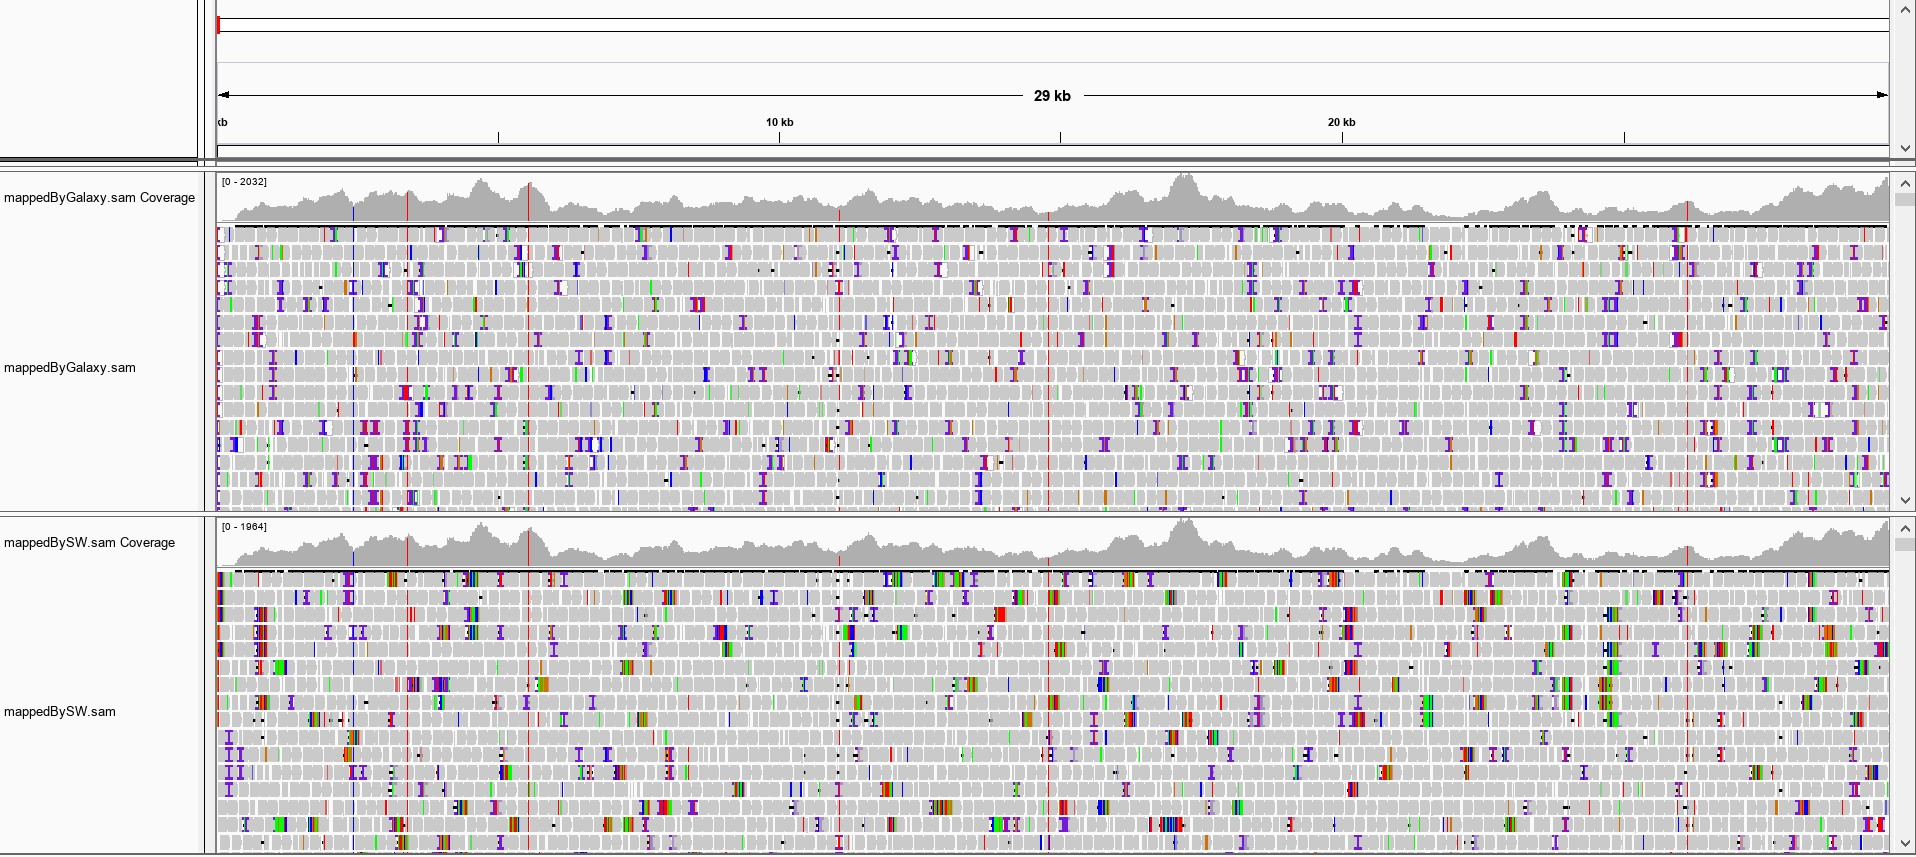 29 kb
kb
10 kb
20 kb
mappedByGalaxy.sam Coverage
[0 - 2032]
mappedByGalaxy.sam
mappedBySW.sam Coverage
[0 - 1964]
mappedBySW.sam